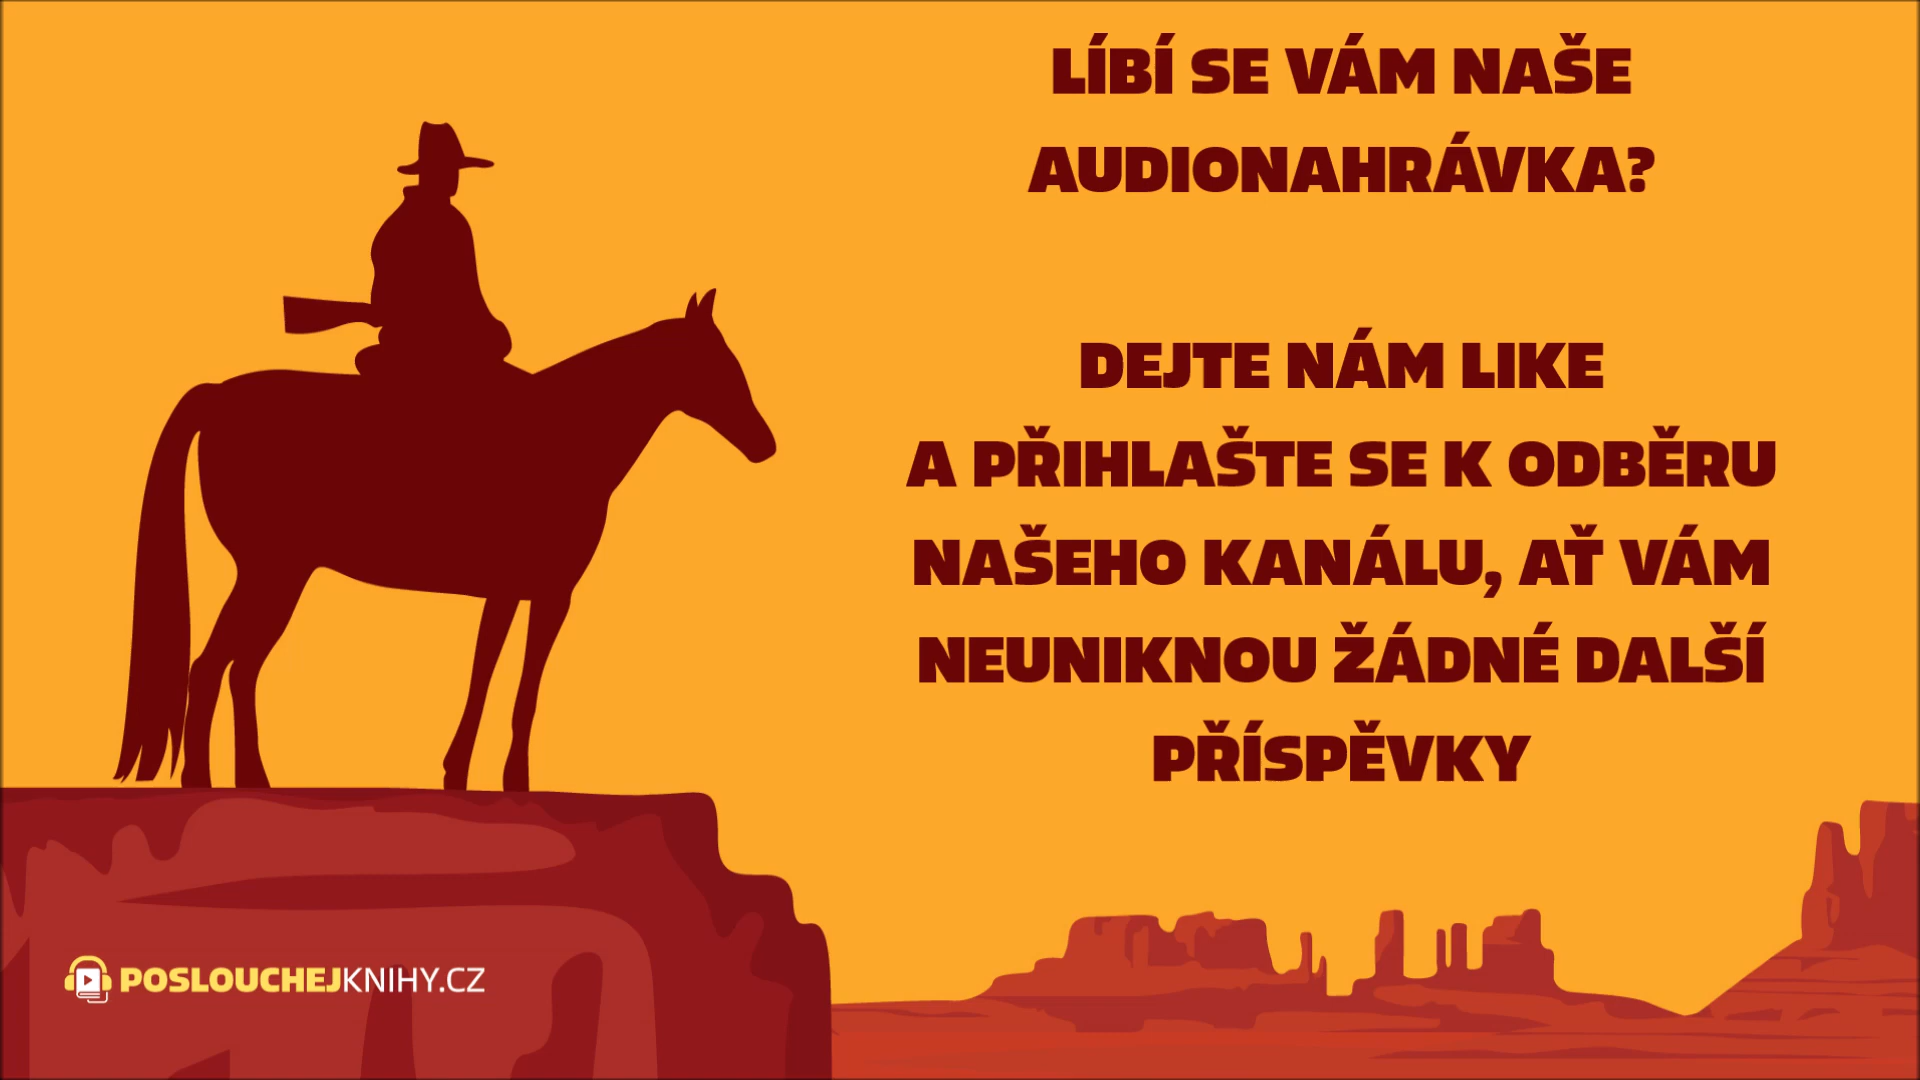 LÍBÍ SE VÁM NAŠE
AUDIONAHRÁVKA?
DEJTE NÁM LIKE
A PŘIHLAŠTE SE K ODBĚRU
NAŠEHO KANÁLU, AŤ VÁM
NEUNIKNOU ŽÁDNÉ DALŠÍ
PŘÍSPĚVKY
POSLOUCHEJKNIHY.CZ